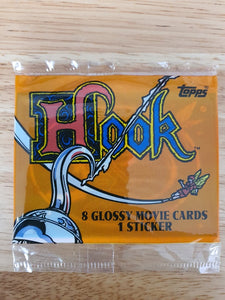 Topps
Hook
8 GLOSSY MOVIE CARDS
1 STICKER